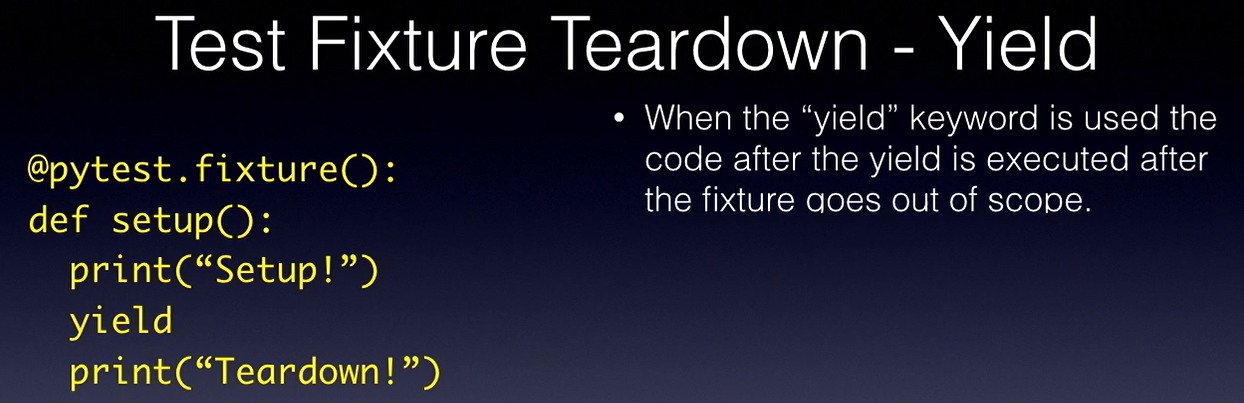 Test Fixture Teardown - Yield
@pytest.fixture():
def setup():
print(“Setup!”)
yield
print(“Teardown!”)
• When the “yield” keyword is used the
code after the yield is executed after
the fixture goes out of scope.